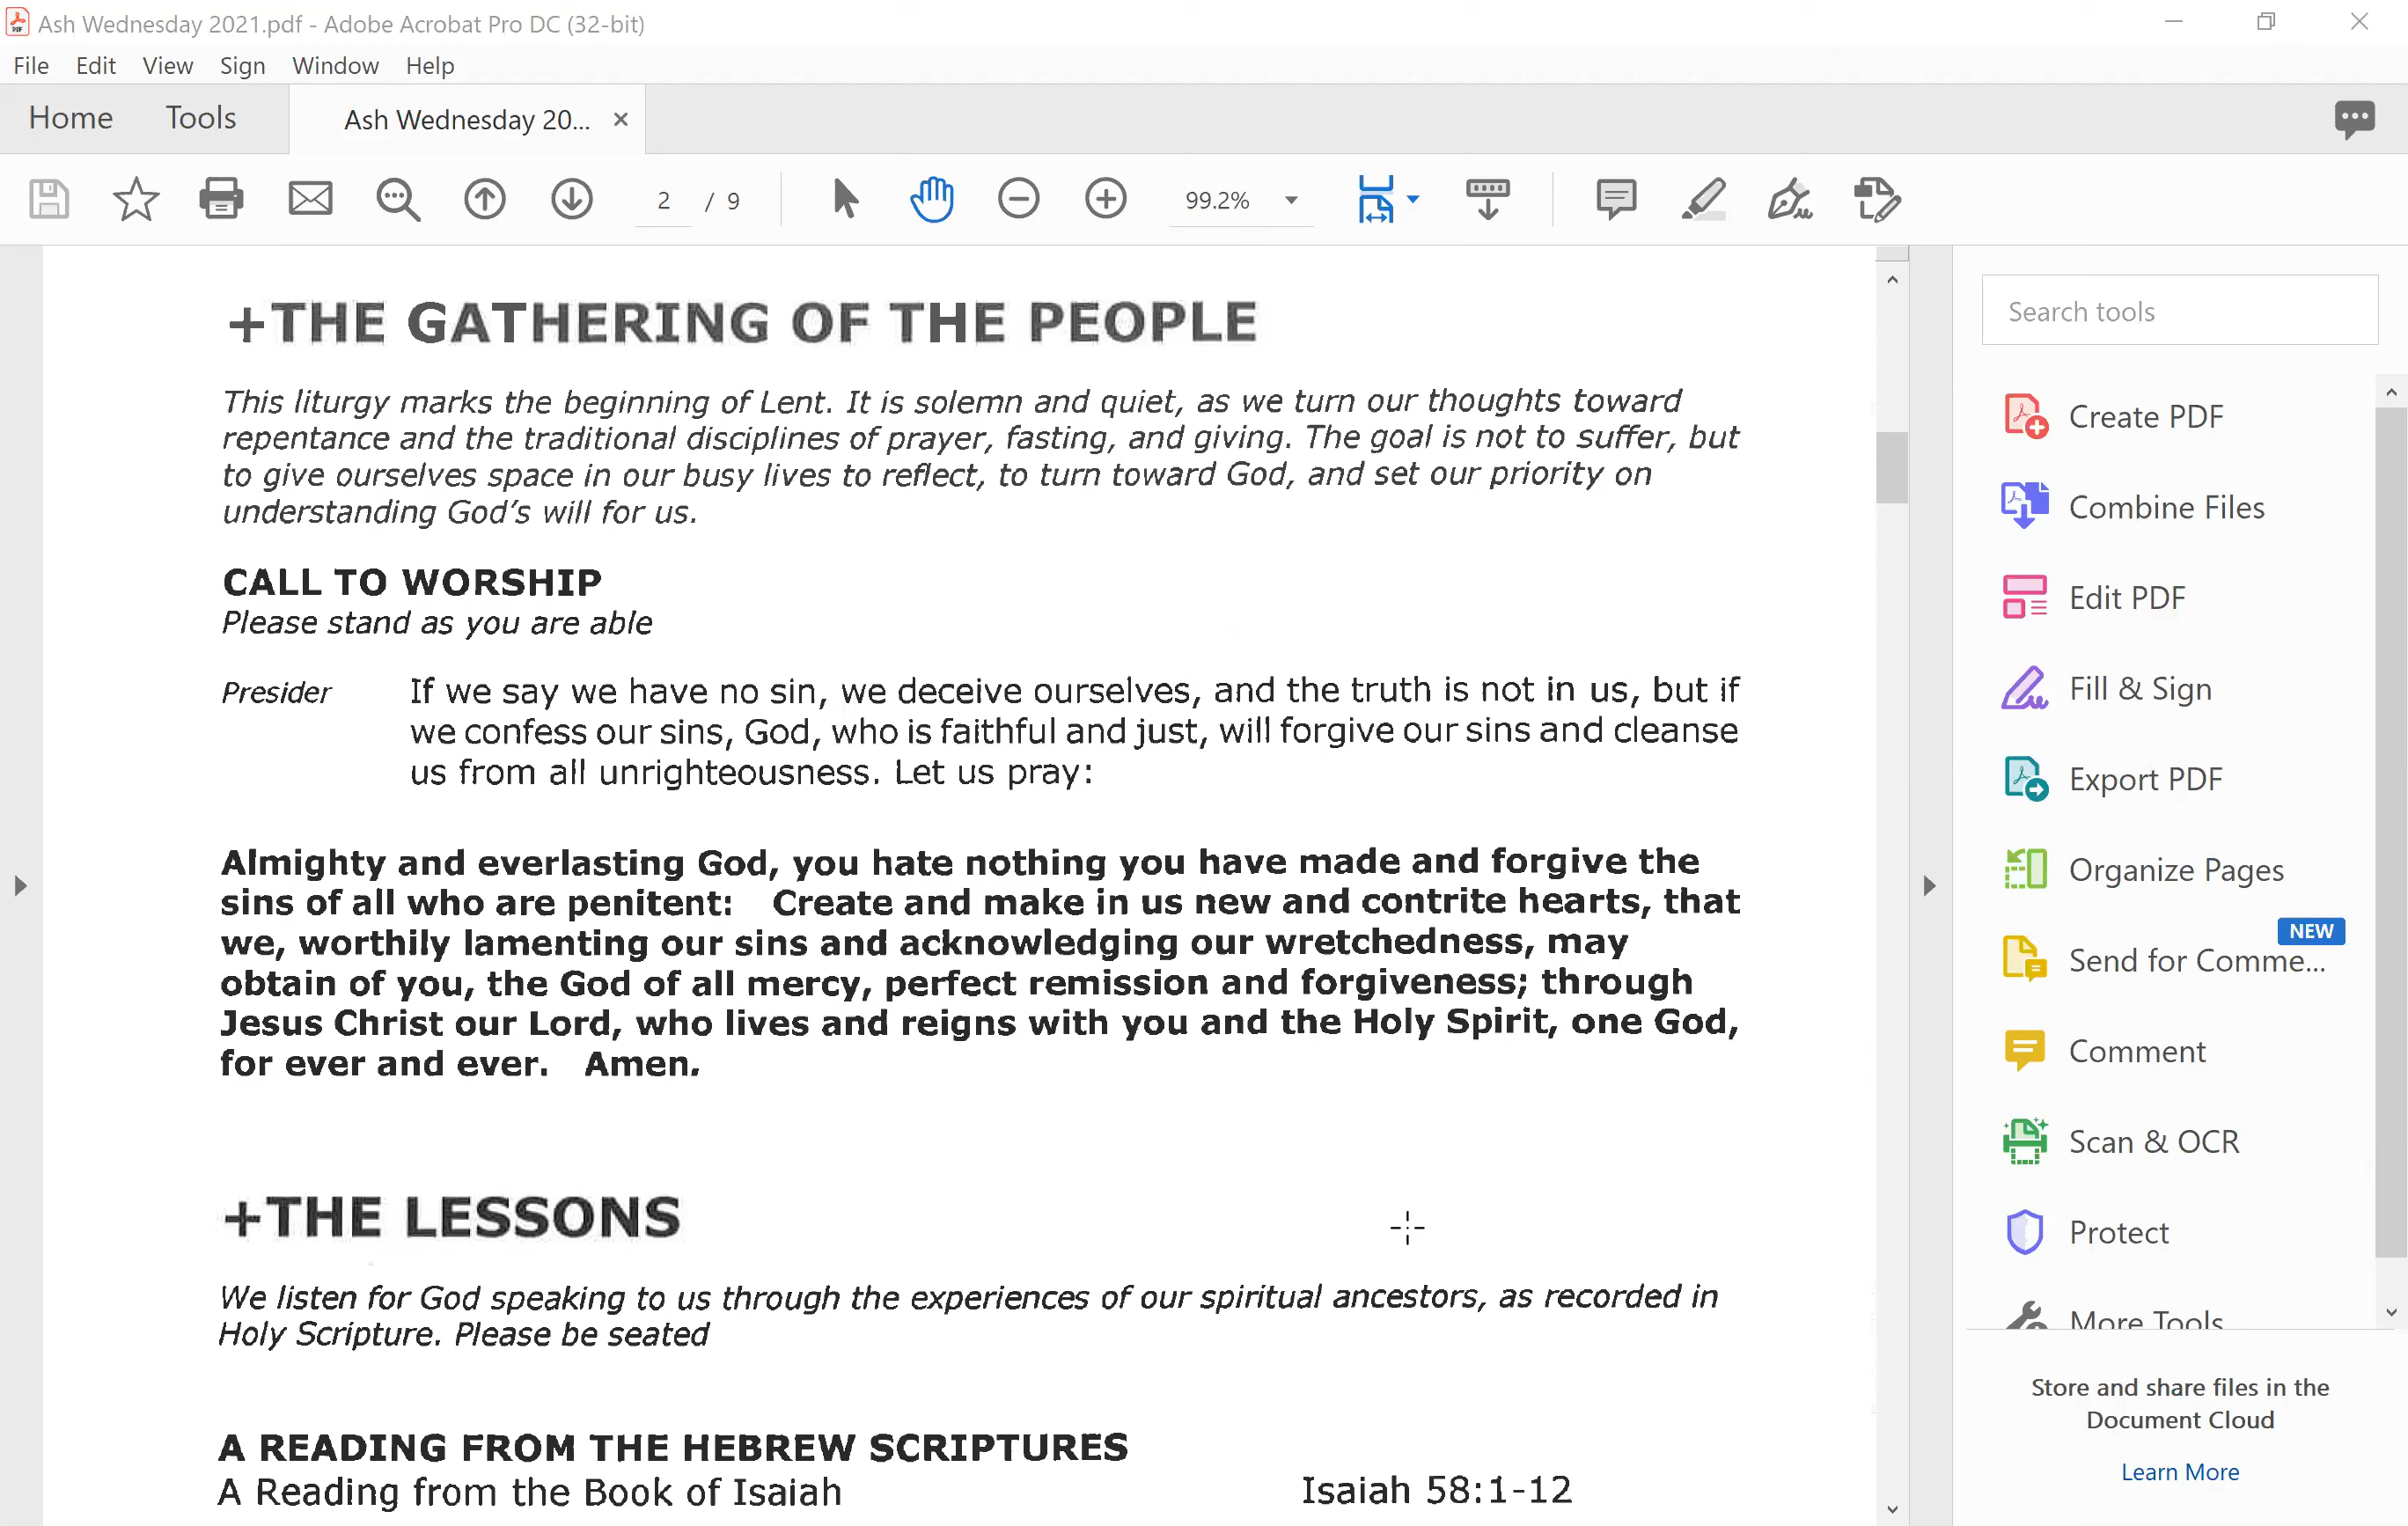 Ash Wednesday 2021.pdf - Adobe Acrobat Pro DC (32-bit)
File Edit View Sign Window Help
Home Tools Ash Wednesday 20... ×
2 / 9 99.2%
+THE GATHERING OF THE PEOPLE
This liturgy marks the beginning of Lent. It is solemn and quiet, as we turn our thoughts toward
repentance and the traditional disciplines of prayer, fasting, and giving. The goal is not to suffer, but
to give ourselves space in our busy lives to reflect, to turn toward God, and set our priority on
understanding God's will for us.
CALL TO WORSHIP
Please stand as you are able
Presider If we say we have no sin, we deceive ourselves, and the truth is not in us, but if
we confess our sins, God, who is faithful and just, will forgive our sins and cleanse
us from all unrighteousness. Let us pray:
Almighty and everlasting God, you hate nothing you have made and forgive the
sins of all who are penitent: Create and make in us new and contrite hearts, that
we, worthily lamenting our sins and acknowledging our wretchedness, may
obtain of you, the God of all mercy, perfect remission and forgiveness; through
Jesus Christ our Lord, who lives and reigns with you and the Holy Spirit, one God,
for ever and ever. Amen.
+THE LESSONS
We listen for God speaking to us through the experiences of our spiritual ancestors, as recorded in
Holy Scripture. Please be seated
A READING FROM THE HEBREW SCRIPTURES
A Reading from the Book of Isaiah Isaiah 58:1-12
Search tools
Create PDF
Combine Files
Edit PDF
Fill & Sign
Export PDF
Organize Pages
NEW
Send for Comme...
Comment
Scan & OCR
Protect
More Tools
Store and share files in the
Document Cloud
Learn More